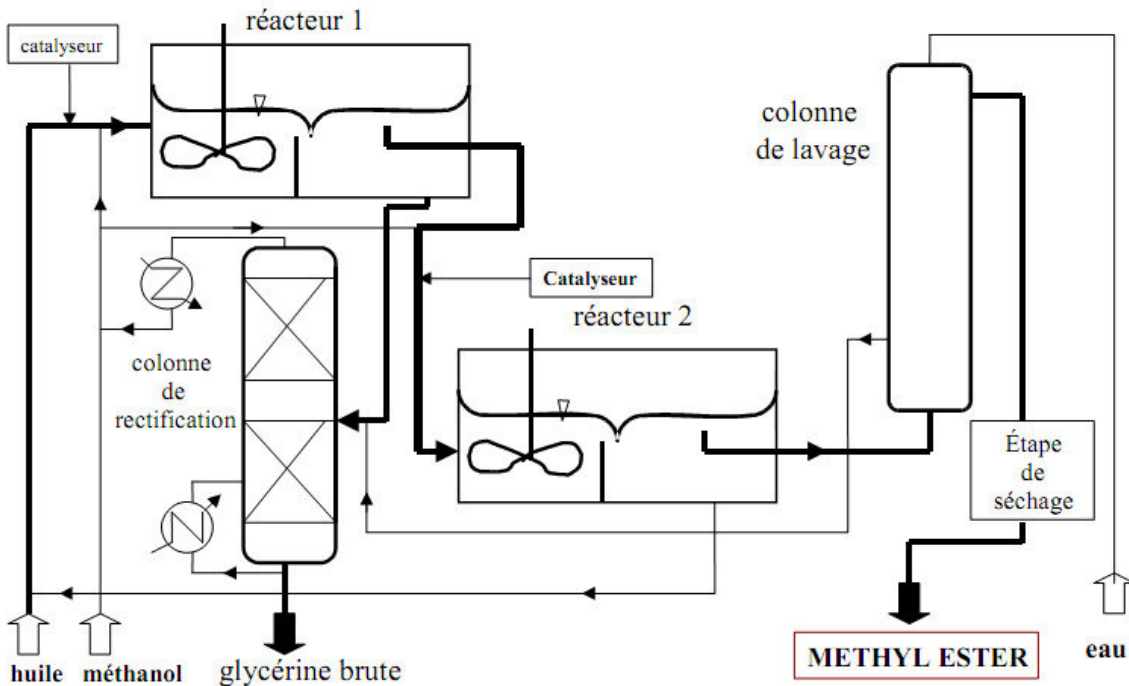 réacteur 1
catalyseur
colonne
de lavage
Catalyseur
réacteur 2
colonne
de
rectification
Étape
de
séchage
huile
méthanol
glycérine brute
METHYL ESTER
eau